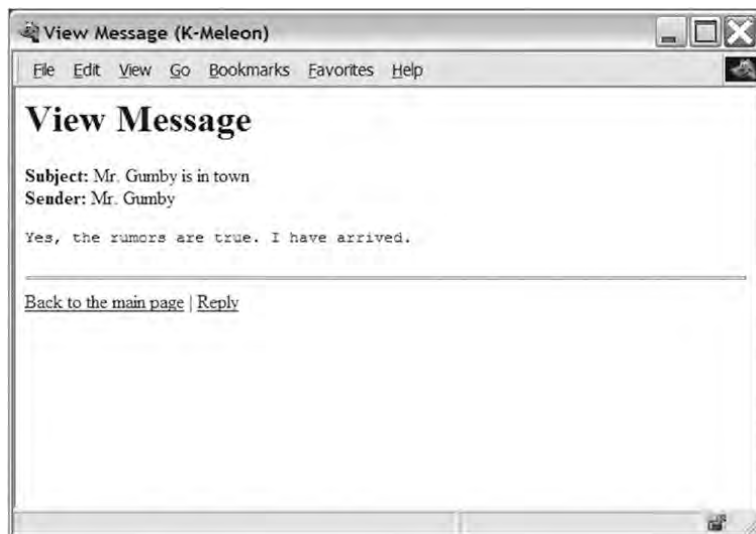 View Message (K-Meleon)
File Edit View Go Bookmarks Favorites Help
View Message
Subject: Mr. Gumby is in town
Sender: Mr. Gumby
Yes, the rumors are true. I have arrived.
Back to the main page | Reply